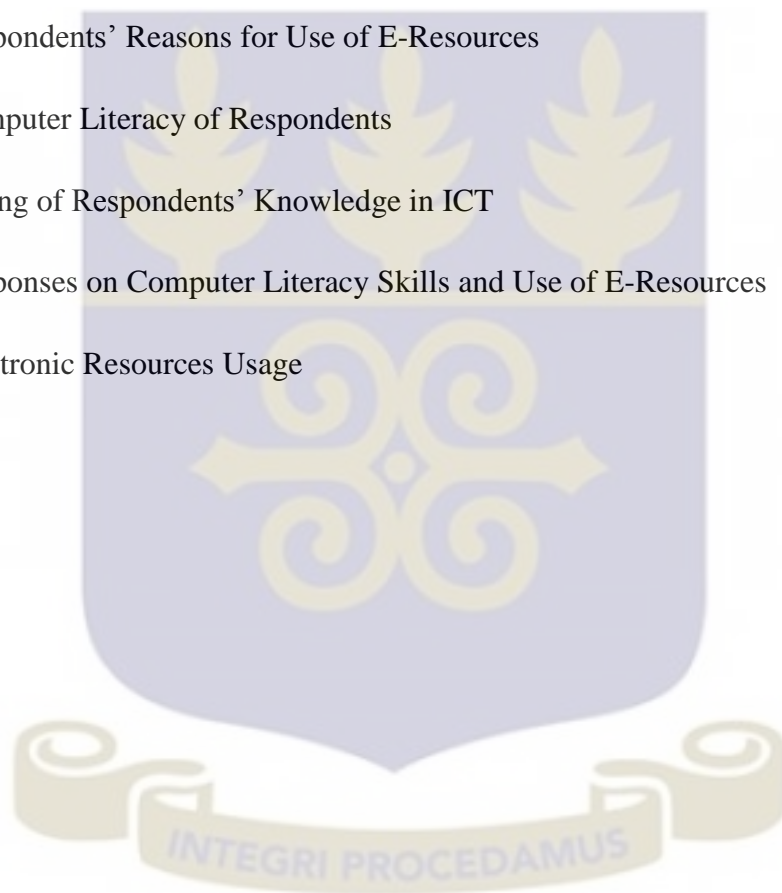 pondents’ Reasons for Use of E-Resources
nputer Literacy of Respondents
ng of Respondents’ Knowledge in ICT
ponses on Computer Literacy Skills and Use of E-Resources
tronic Resources Usage
INTEGRI PROCEDAMUS